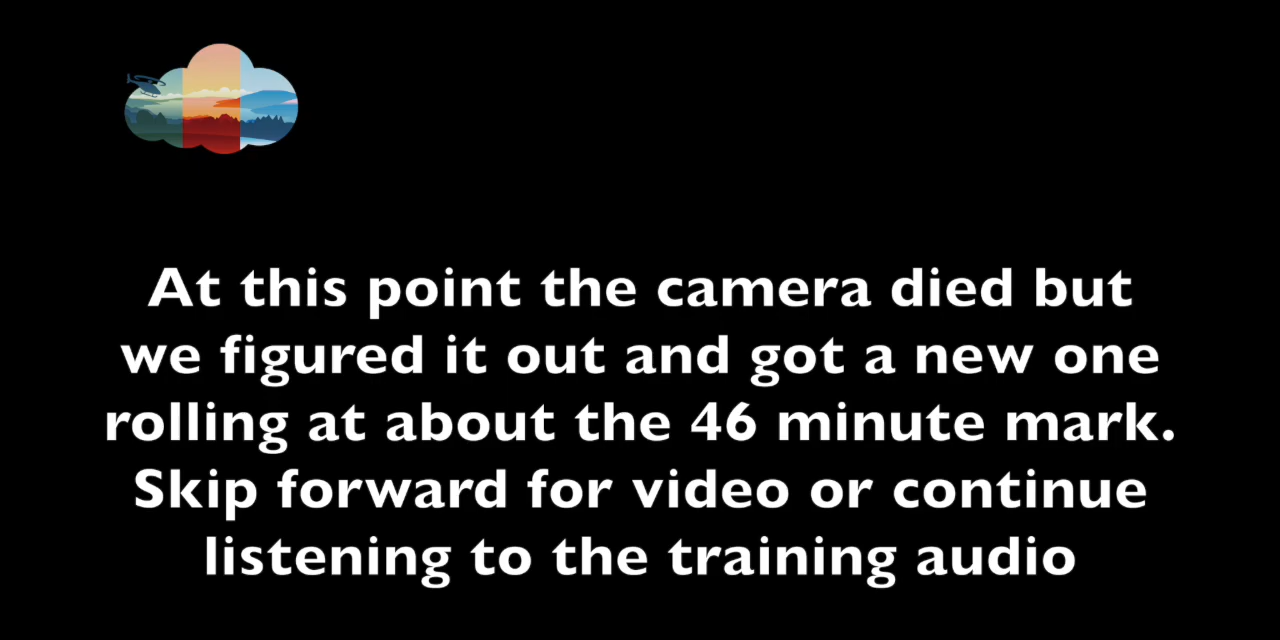 At this point the camera died but
we figured it out and got a new one
rolling at about the 46 minute mark.
Skip forward for video or continue
listening to the training audio